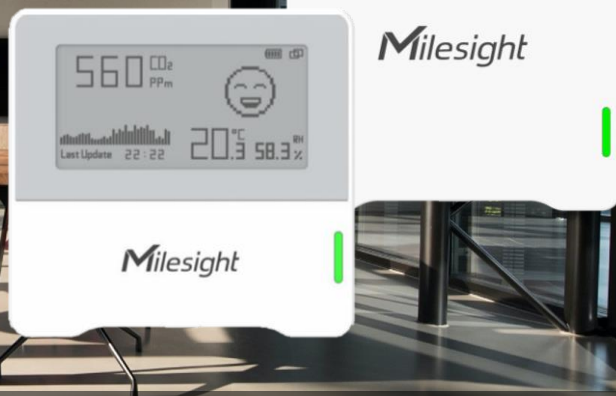 560 CO₂
PPm
20.3 °C 58.3 RH %
Last Update 22:22
Milesight
Milesight